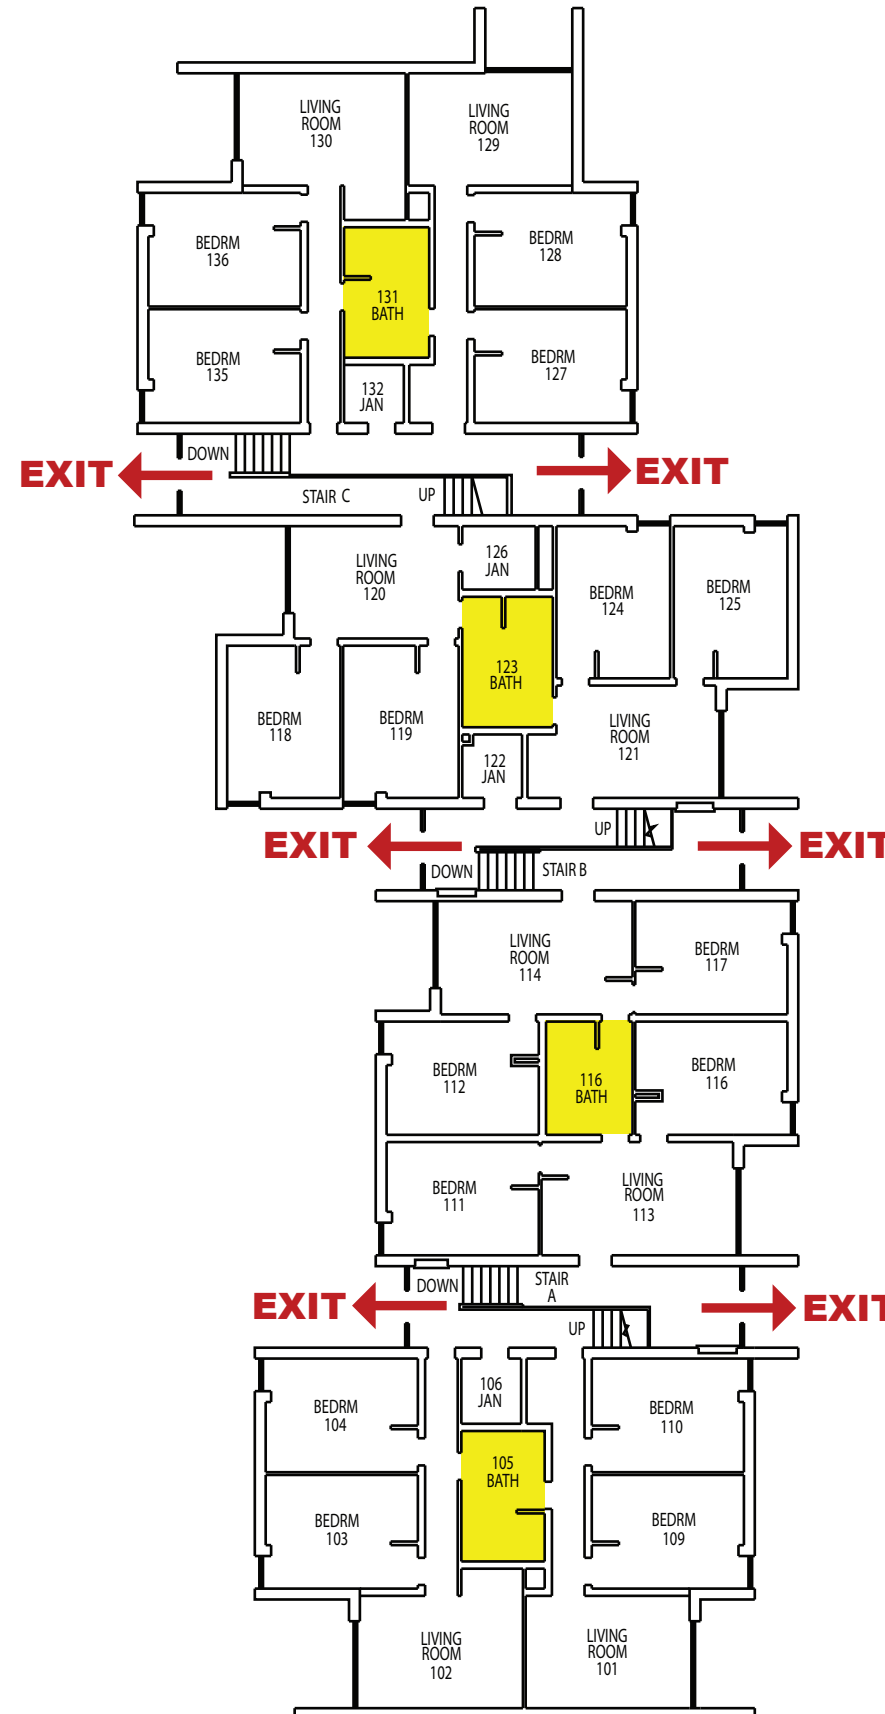 LIVING
ROOM
130
LIVING
ROOM
129
BEDRM
136
BEDRM
128
131
BATH
BEDRM
135
BEDRM
127
132
JAN
DOWN
EXIT
EXIT
STAIR C
UP
126
JAN
LIVING
ROOM
120
BEDRM
124
BEDRM
125
123
BATH
BEDRM
118
BEDRM
119
LIVING
ROOM
121
122
JAN
UP
EXIT
EXIT
DOWN
STAIR B
LIVING
ROOM
114
BEDRM
117
BEDRM
112
116
BATH
BEDRM
116
BEDRM
111
LIVING
ROOM
113
DOWN
STAIR
A
EXIT
EXIT
UP
106
JAN
BEDRM
104
BEDRM
110
105
BATH
BEDRM
103
BEDRM
109
LIVING
ROOM
102
LIVING
ROOM
101